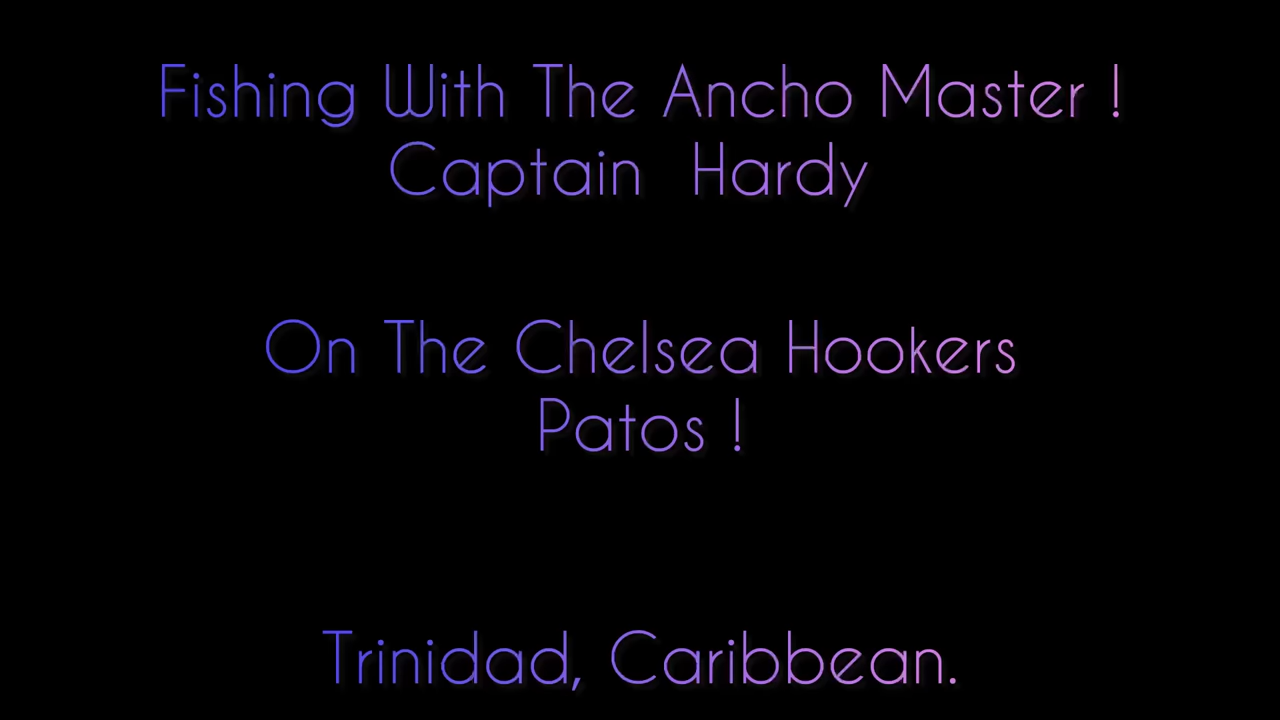 Fishing With The Ancho Master !
Captain Hardy
On The Chelsea Hookers
Patos !
Trinidad, Caribbean.